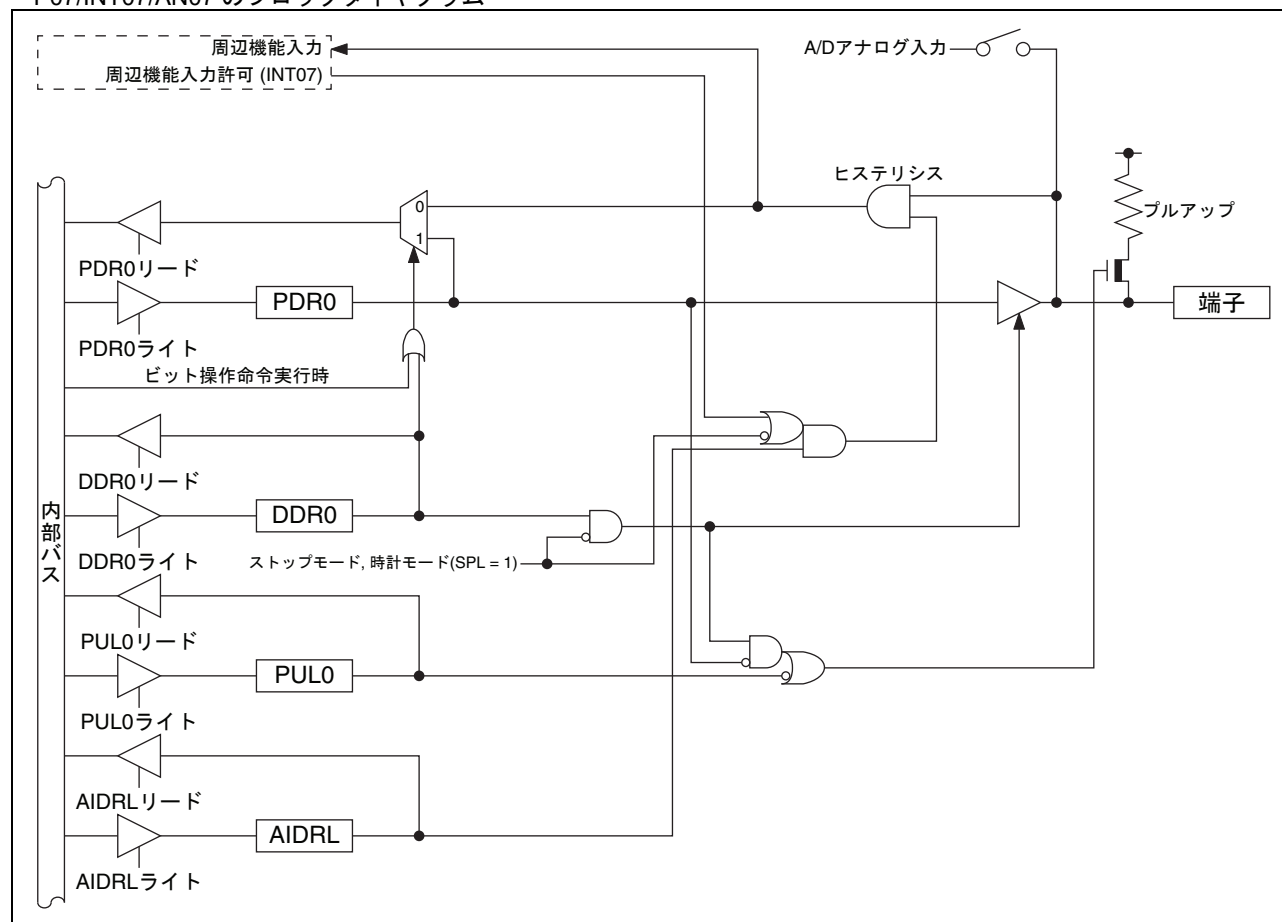 P07/INT07/AN07 のブロックダイヤグラム
周辺機能入力
周辺機能入力許可 (INT07)
A/Dアナログ入力
ヒステリシス
プルアップ
0
1
PDR0リード
PDR0
端子
PDR0ライト
ビット操作命令実行時
DDR0リード
DDR0
DDR0ライト
内部バス
ストップモード, 時計モード(SPL = 1)
PUL0リード
PUL0
PUL0ライト
AIDRLリード
AIDRL
AIDRLライト